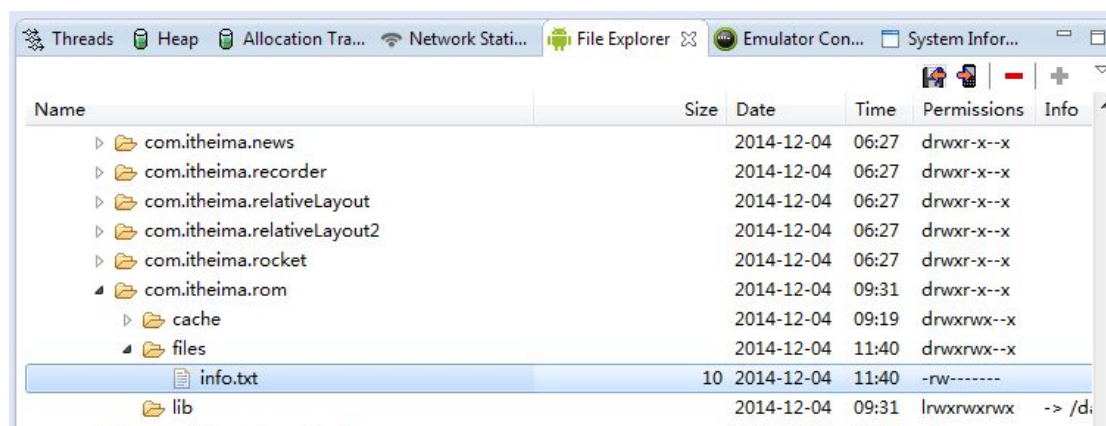 Threads Heap Allocation Tra... Network Stati... File Explorer Emulator Con... System Infor...
Name Size Date Time Permissions Info
com.itheima.news 2014-12-04 06:27 drwxr-x--x
com.itheima.recorder 2014-12-04 06:27 drwxr-x--x
com.itheima.relativeLayout 2014-12-04 06:27 drwxr-x--x
com.itheima.relativeLayout2 2014-12-04 06:27 drwxr-x--x
com.itheima.rocket 2014-12-04 06:27 drwxr-x--x
com.itheima.rom 2014-12-04 09:31 drwxr-x--x
cache 2014-12-04 09:19 drwxrwx--x
files 2014-12-04 11:40 drwxrwx--x
info.txt 10 2014-12-04 11:40 -rw-------
lib 2014-12-04 09:31 lrwxrwxrwx -> /d